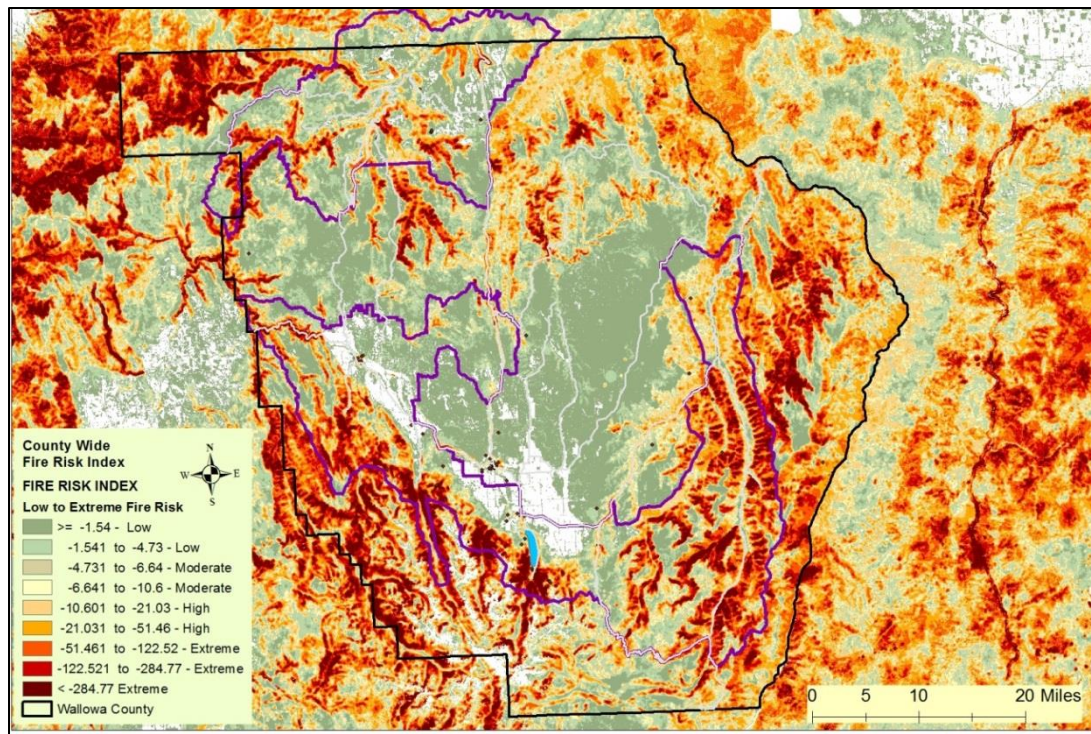 County Wide
Fire Risk Index
FIRE RISK INDEX
Low to Extreme Fire Risk
>= -1.54 - Low
-1.541 to -4.73 - Low
-4.731 to -6.64 - Moderate
-6.641 to -10.6 - Moderate
-10.601 to -21.03 - High
-21.031 to -51.46 - High
-51.461 to -122.52 - Extreme
-122.521 to -284.77 - Extreme
< -284.77 Extreme
Wallowa County
N
W E
S
0 5 10 20 Miles